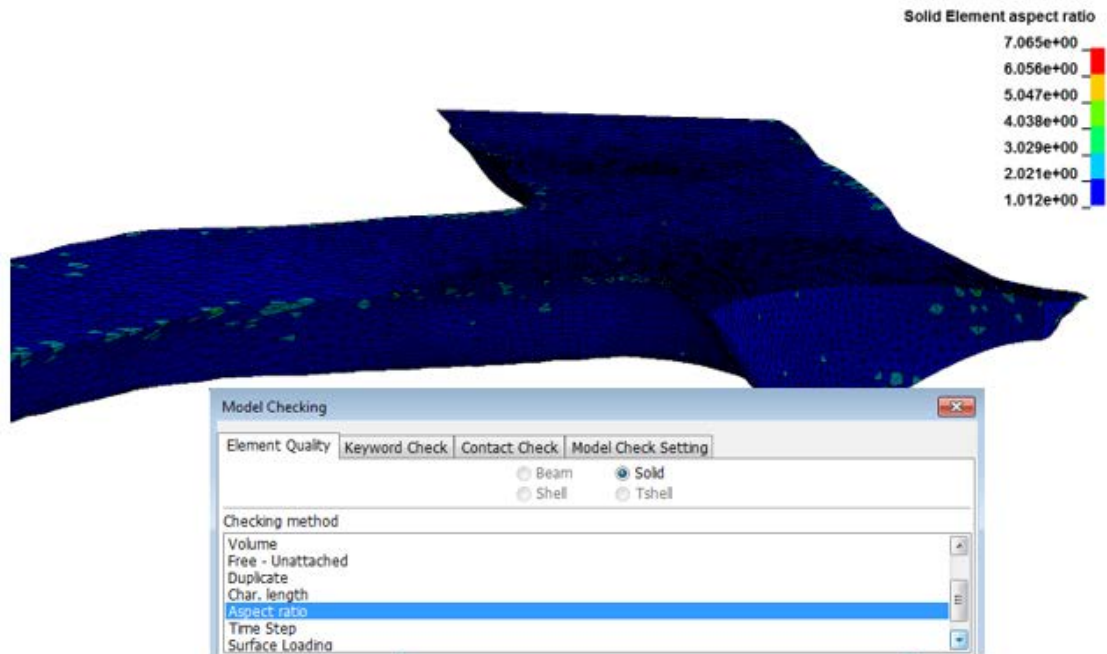 Solid Element aspect ratio
7.065e+00
6.056e+00
5.047e+00
4.038e+00
3.029e+00
2.021e+00
1.012e+00
Model Checking
Element Quality Keyword Check Contact Check Model Check Setting
Beam Solid
Shell Tshell
Checking method
Volume
Free - Unattached
Duplicate
Char. length
Aspect ratio
Time Step
Surface Loading